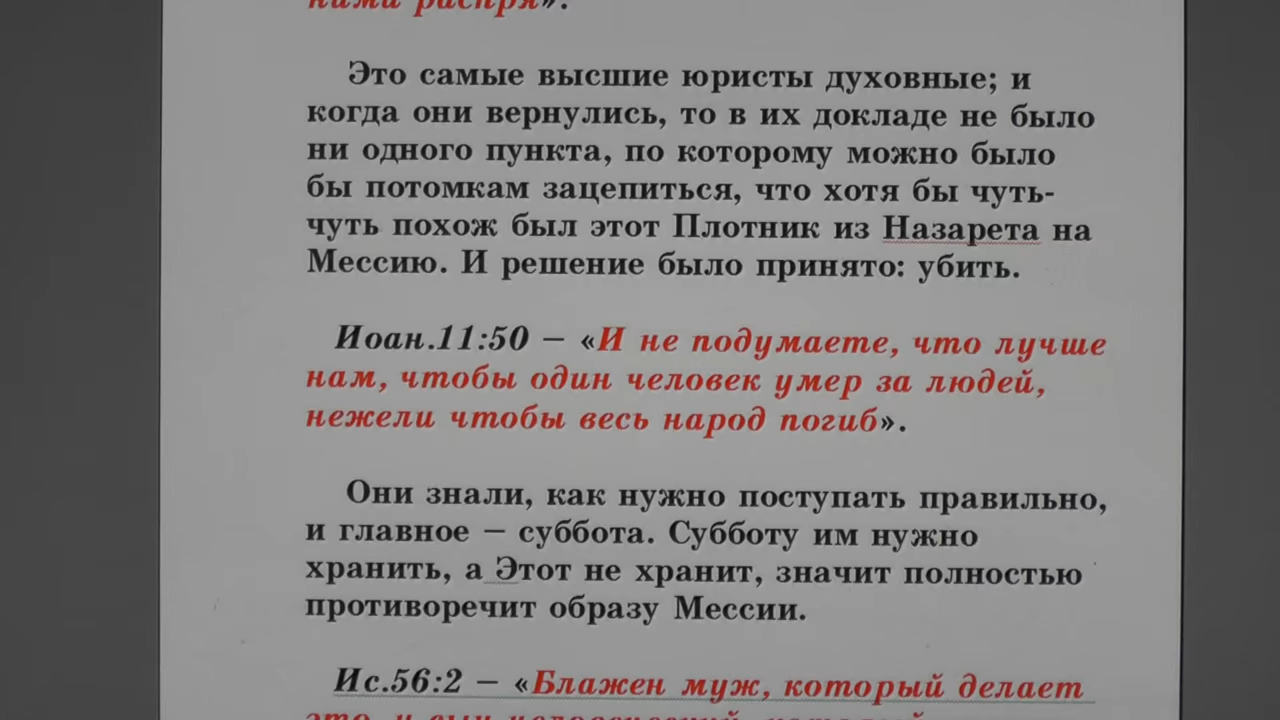 ними распря».
Это самые высшие юристы духовные; и
когда они вернулись, то в их докладе не было
ни одного пункта, по которому можно было
бы потомкам зацепиться, что хотя бы чуть-
чуть похож был этот Плотник из Назарета на
Мессию. И решение было принято: убить.
Иоан.11:50 – «И не подумаете, что лучше
нам, чтобы один человек умер за людей,
нежели чтобы весь народ погиб».
Они знали, как нужно поступать правильно,
и главное – суббота. Субботу им нужно
хранить, а Этот не хранит, значит полностью
противоречит образу Мессии.
Ис.56:2 – «Блажен муж, который делает